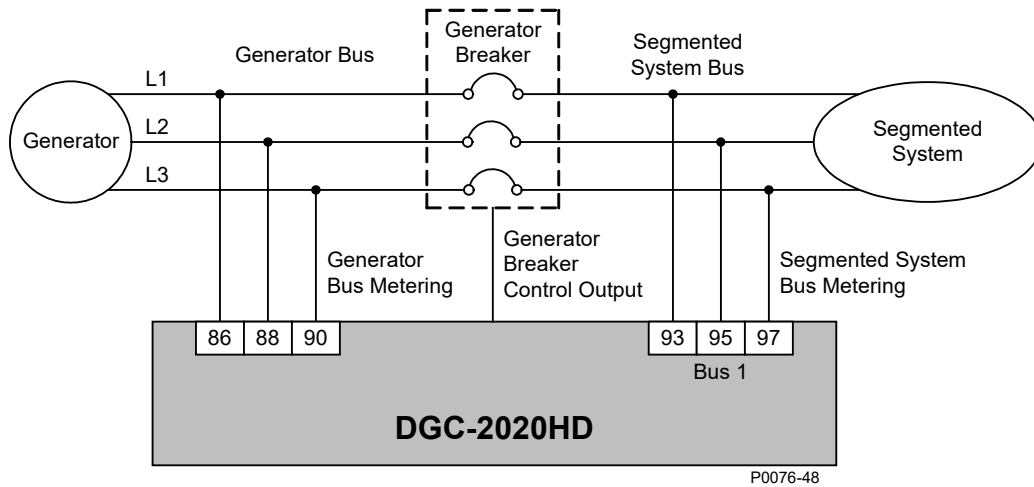 Generator
Breaker
Generator Bus
Segmented
System Bus
L1
L2
L3
Generator
Segmented
System
Generator
Bus Metering
Generator
Breaker
Control Output
Segmented System
Bus Metering
86 88 90
93 95 97
Bus 1
DGC-2020HD
P0076-48